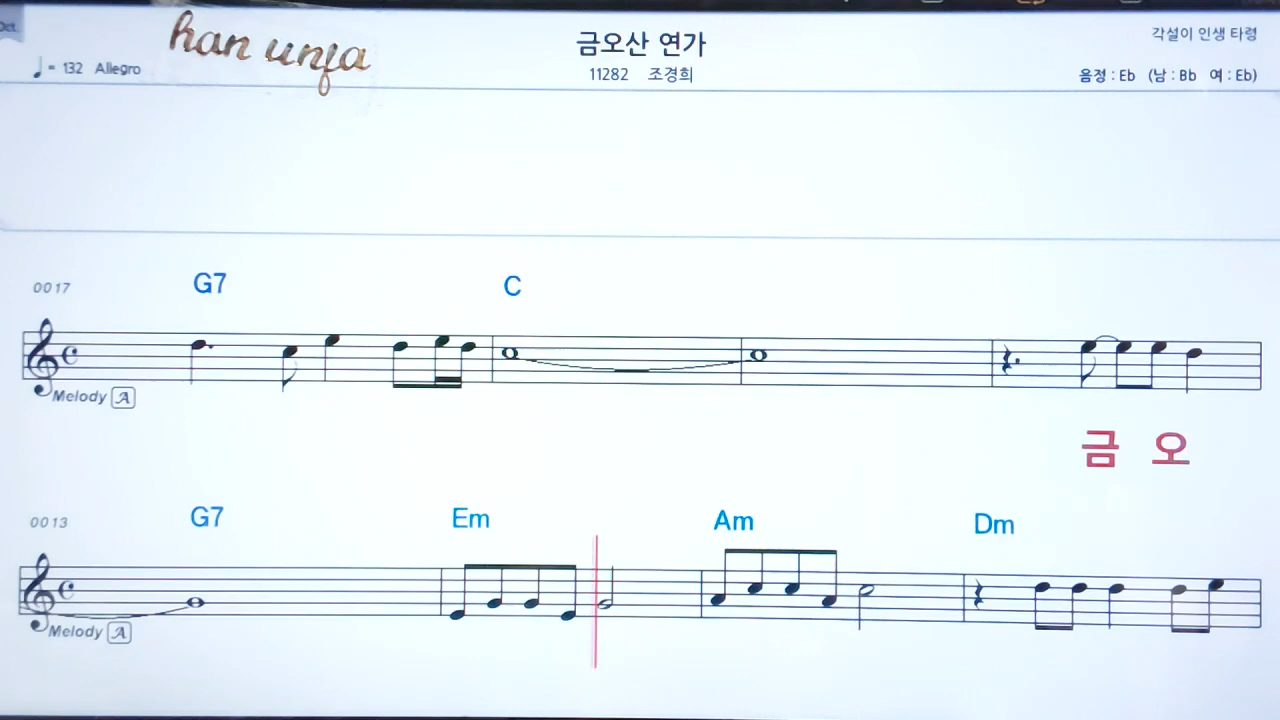 Oct.
han unja
금오산 연가
각설이 인생 타령
♩= 132 Allegro
11282 조경희
음정 : Eb (남 : Bb 여 : Eb)
G7 C
0017
Melody A
금 오
0013 G7 Em Am Dm
Melody A